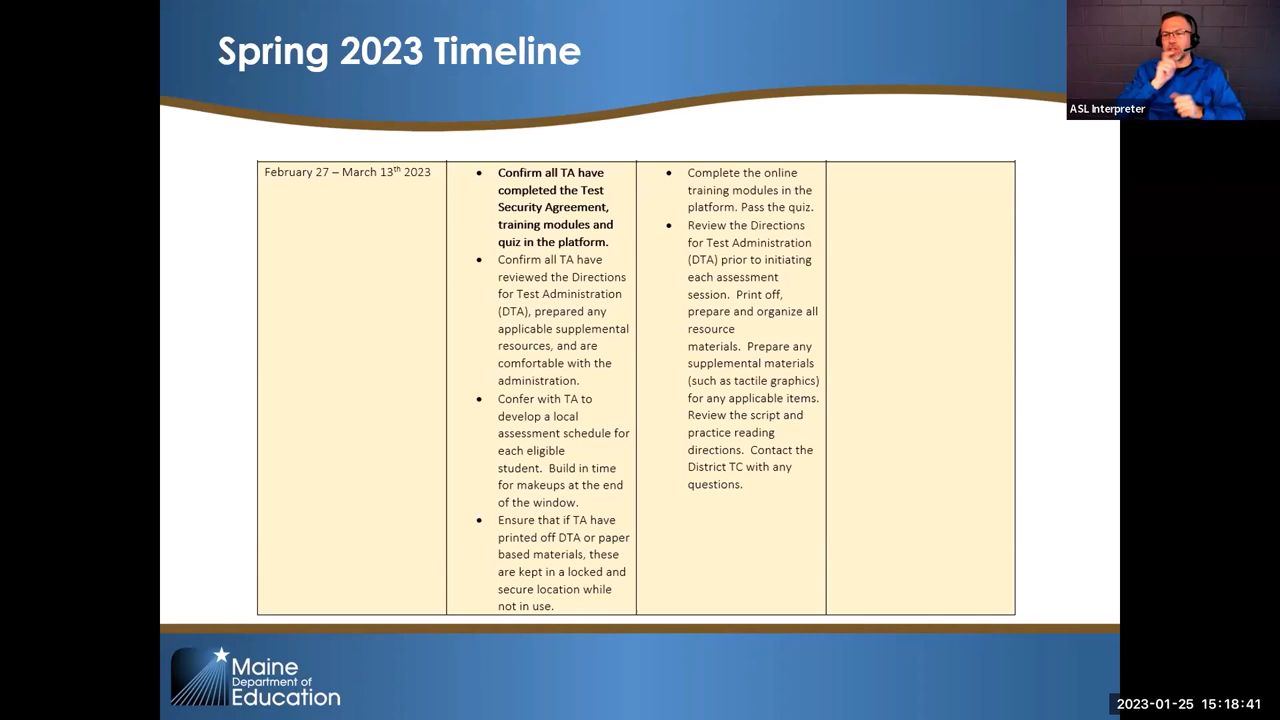 Spring 2023 Timeline
ASL Interpreter
February 27 – March 13th 2023
• Confirm all TA have
completed the Test
Security Agreement,
training modules and
quiz in the platform.
• Confirm all TA have
reviewed the Directions
for Test Administration
(DTA), prepared any
applicable supplemental
resources, and are
comfortable with the
administration.
• Confer with TA to
develop a local
assessment schedule for
each eligible
student.  Build in time
for makeups at the end
of the window.
• Ensure that if TA have
printed off DTA or paper
based materials, these
are kept in a locked and
secure location while
not in use.
• Complete the online
training modules in the
platform. Pass the quiz.
• Review the Directions
for Test Administration
(DTA) prior to initiating
each assessment
session.  Print off,
prepare and organize all
resource
materials.  Prepare any
supplemental materials
(such as tactile graphics)
for any applicable items.
Review the script and
practice reading
directions.  Contact the
District TC with any
questions.
Maine
Department of
Education
2023-01-25 15:18:41